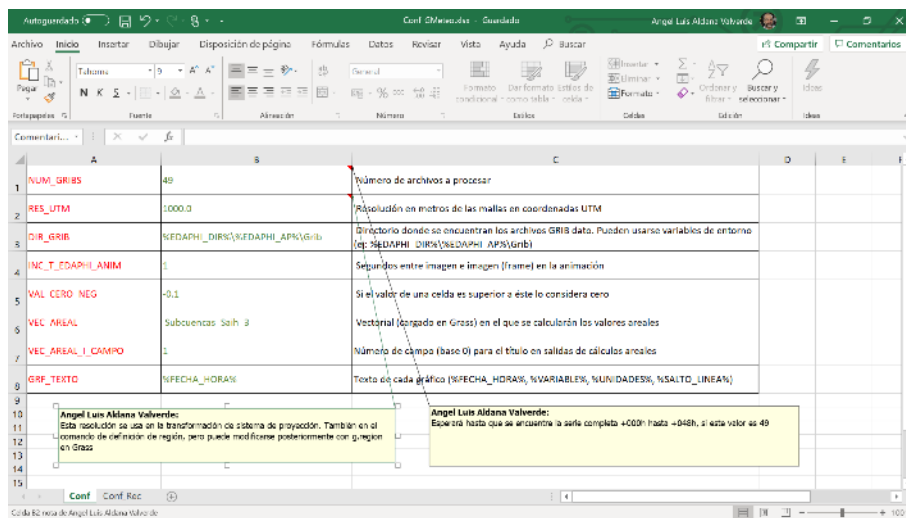 Autoguardado
Conf GMeteo.xlsx - Guardado
Angel Luis Aldana Valverde
Archivo Inicio Insertar Dibujar Disposición de página Fórmulas Datos Revisar Vista Ayuda Buscar
Compartir Comentarios
Pegar
Tahoma 9 A A
General
Insertar
N K S
Formato Dar formato Estilos de
Eliminar
Ordenar y Buscar y Ideas
condicional como tabla celda
Formato
filtrar seleccionar
Portapapeles Fuente Alineación Número Estilos Celdas Edición Ideas
Comentari...
fx
A B C D E F
1 NUM_GRIBS 49 Número de archivos a procesar
2 RES_UTM 1000.0 Resolución en metros de las mallas en coordenadas UTM
3 DIR_GRIB %EDAPHI_DIR%\%EDAPHI_AP%\Grib Directorio donde se encuentran los archivos GRIB dato. Pueden usarse variables de entorno
(ej: %EDAPHI_DIR%\%EDAPHI_AP%\Grib)
4 INC_T_EDAPHI_ANIM 1 Segundos entre imagen e imagen (frame) en la animación
5 VAL_CERO_NEG -0.1 Si el valor de una celda es superior a éste lo considera cero
6 VEC_AREAL Subcuencas_Saih_3 Vectorial (cargado en Grass) en el que se calcularán los valores areales
7 VEC_AREAL_I_CAMPO 1 Número de campo (base 0) para el título en salidas de cálculos areales
8 GRF_TEXTO %FECHA_HORA% Texto de cada gráfico (%FECHA_HORA%, %VARIABLE%, %UNIDADES%, %SALTO_LINEA%)
9
10
11
12
13
14
15
Angel Luis Aldana Valverde:
Esta resolución se usa en la transformación de sistema de proyección. También en el
comando de definición de región, pero puede modificarse posteriormente con g.region
en Grass
Angel Luis Aldana Valverde:
Esperará hasta que se encuentre la serie completa +000h hasta +048h, si este valor es 49
Conf Conf_Rec
Celda B2 nota de Angel Luis Aldana Valverde
100